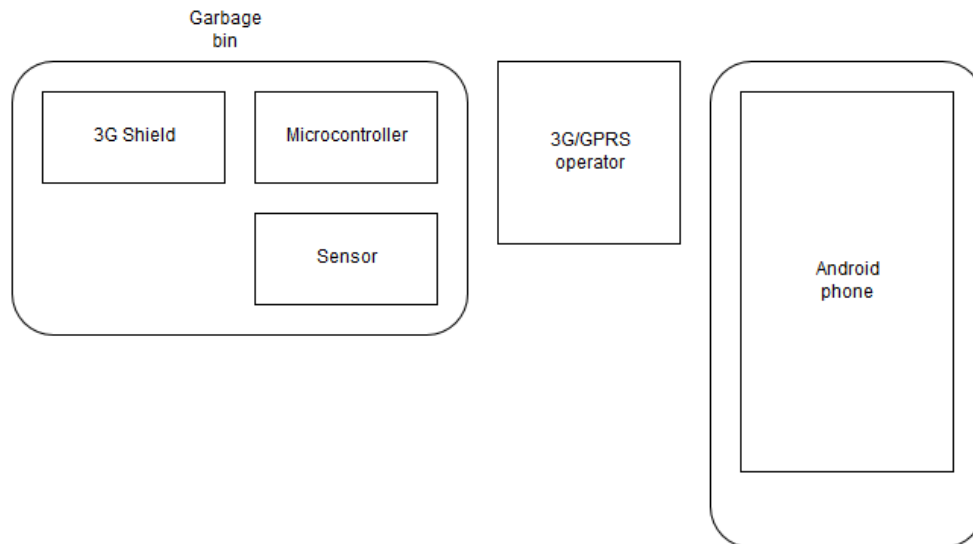 Garbage
bin
3G Shield
Microcontroller
Sensor
3G/GPRS
operator
Android
phone